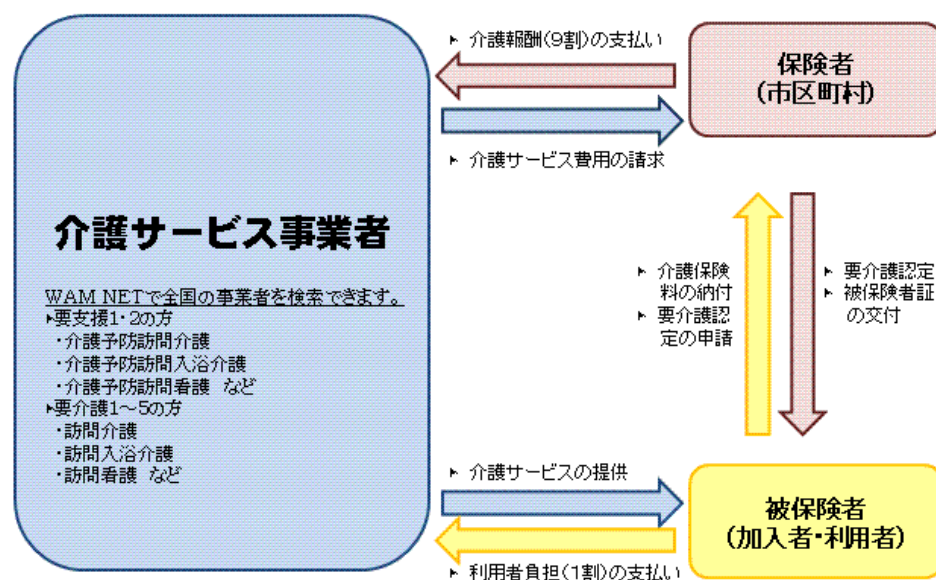 ▶ 介護報酬(9割)の支払い
保険者
(市区町村)
▶ 介護サービス費用の請求
介護サービス事業者
WAM NETで全国の事業者を検索できます。
▶要支援1・2の方
・介護予防訪問介護
・介護予防訪問入浴介護
・介護予防訪問看護 など
▶要介護1～5の方
・訪問介護
・訪問入浴介護
・訪問看護 など
▶ 介護保険
料の納付
▶ 要介護認
定の申請
▶ 要介護認定
▶ 被保険者証
の交付
▶ 介護サービスの提供
被保険者
(加入者・利用者)
▶ 利用者負担(1割)の支払い